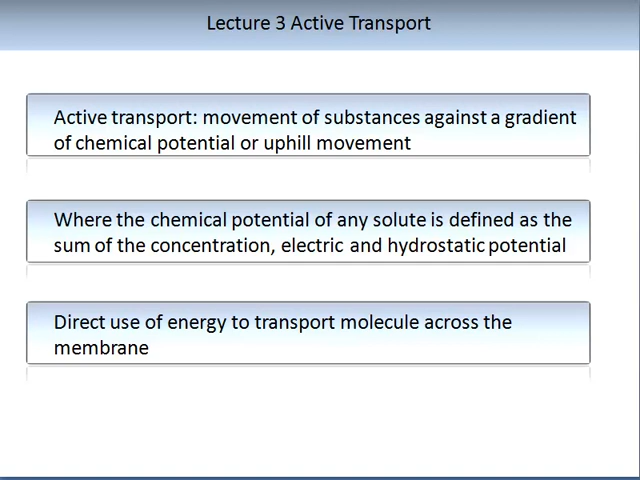 Lecture 3 Active Transport
Active transport: movement of substances against a gradient
of chemical potential or uphill movement
Where the chemical potential of any solute is defined as the
sum of the concentration, electric and hydrostatic potential
Direct use of energy to transport molecule across the
membrane